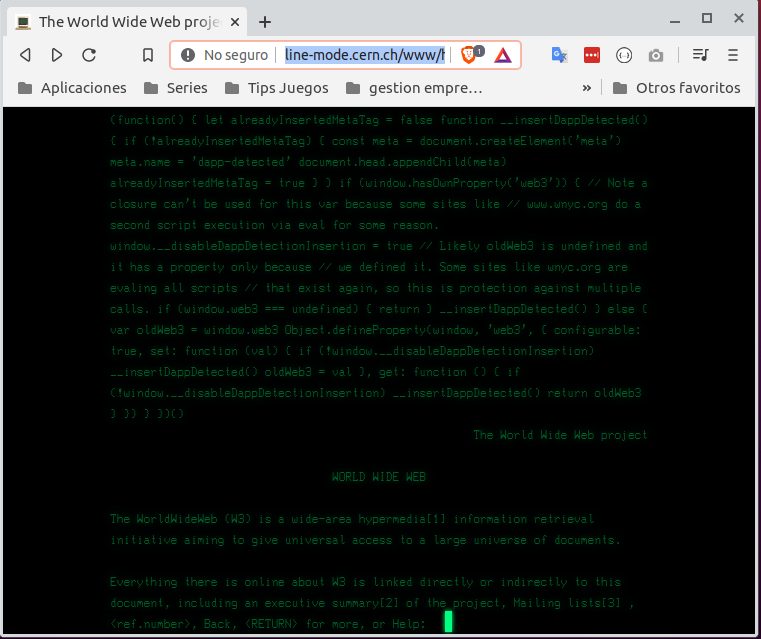 The World Wide Web proje
No seguro
line-mode.cern.ch/www/h
1
Aplicaciones
Series
Tips Juegos
gestion empre…
»
Otros favoritos
(function() { let alreadyInsertedMetaTag = false function __insertDappDetected()
{ if (!alreadyInsertedMetaTag) { const meta = document.createElement('meta')
meta.name = 'dapp-detected' document.head.appendChild(meta)
alreadyInsertedMetaTag = true } } if (window.hasOwnProperty('web3')) { // Note a
closure can't be used for this var because some sites like // www.wnyc.org do a
second script execution via eval for some reason.
window.__disableDappDetectionInsertion = true // Likely oldWeb3 is undefined and
it has a property only because // we defined it. Some sites like wnyc.org are
evaling all scripts // that exist again, so this is protection against multiple
calls. if (window.web3 === undefined) { return } __insertDappDetected() } else {
var oldWeb3 = window.web3 Object.defineProperty(window, 'web3', { configurable:
true, set: function (val) { if (!window.__disableDappDetectionInsertion)
__insertDappDetected() oldWeb3 = val }, get: function () { if
(!window.__disableDappDetectionInsertion) __insertDappDetected() return oldWeb3
} }) } })()
The World Wide Web project
WORLD WIDE WEB
The WorldWideWeb (W3) is a wide-area hypermedia[1] information retrieval
initiative aiming to give universal access to a large universe of documents.
Everything there is online about W3 is linked directly or indirectly to this
document, including an executive summary[2] of the project, Mailing lists[3] ,
<ref.number>, Back, <RETURN> for more, or Help: